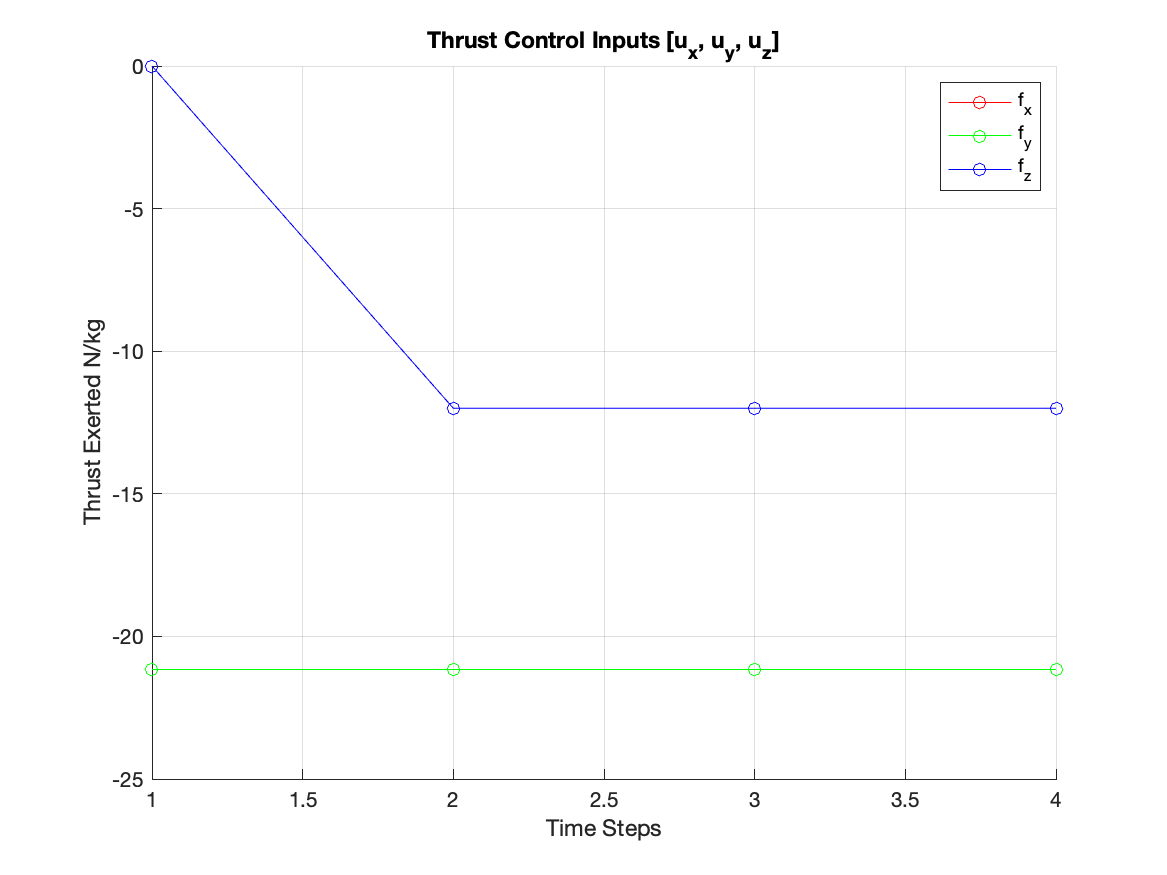 Thrust Control Inputs [u_x, u_y, u_z]
f_x
f_y
f_z
Thrust Exerted N/kg
0
-5
-10
-15
-20
-25
1 1.5 2 2.5 3 3.5 4
Time Steps